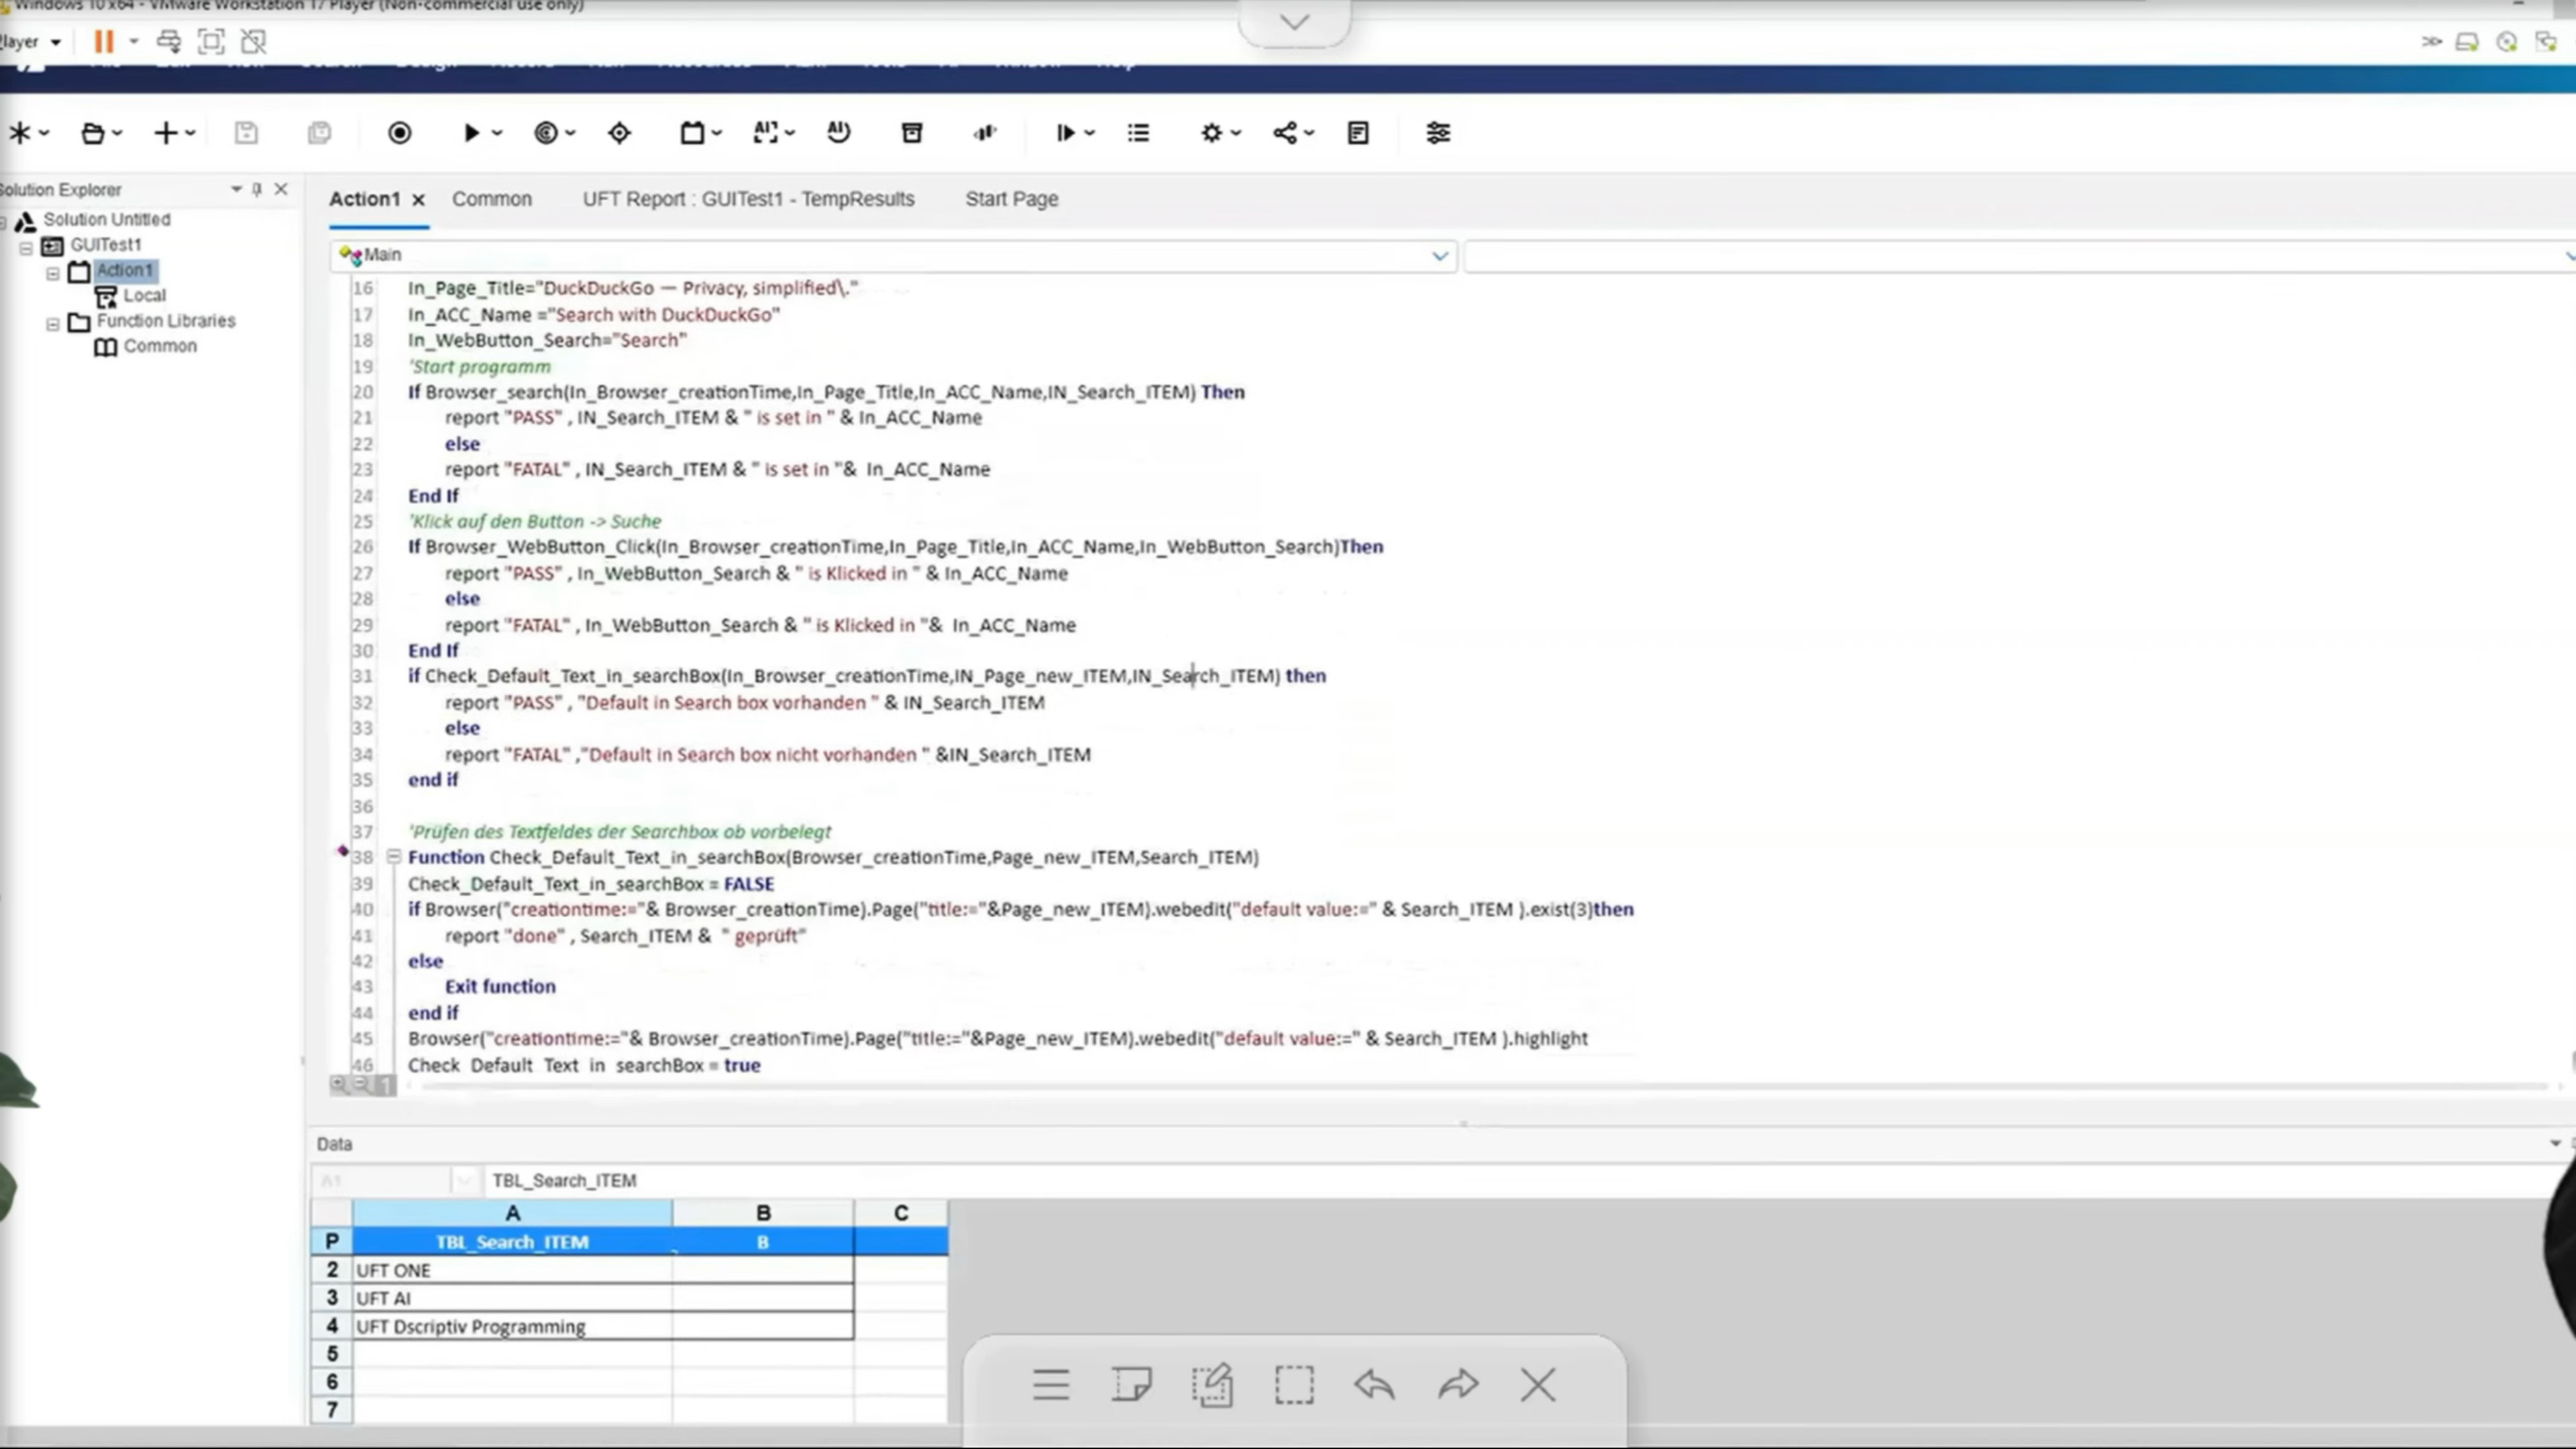 Windows 10 x64 - VMware Workstation 17 Player (Non-commercial use only)
Player
Solution Explorer
Solution Untitled
GUITest1
Action1
Local
Function Libraries
Common
Action1 Common UFT Report : GUITest1 - TempResults Start Page
Main
16 In_Page_Title="DuckDuckGo — Privacy, simplified\."
17 In_ACC_Name ="Search with DuckDuckGo"
18 In_WebButton_Search="Search"
19 'Start programm
20 If Browser_search(In_Browser_creationTime,In_Page_Title,In_ACC_Name,IN_Search_ITEM) Then
21 report "PASS" , IN_Search_ITEM & " is set in " & In_ACC_Name
22 else
23 report "FATAL" , IN_Search_ITEM & " is set in "& In_ACC_Name
24 End If
25 'Klick auf den Button -> Suche
26 If Browser_WebButton_Click(In_Browser_creationTime,In_Page_Title,In_ACC_Name,In_WebButton_Search)Then
27 report "PASS" , In_WebButton_Search & " is Klicked in " & In_ACC_Name
28 else
29 report "FATAL" , In_WebButton_Search & " is Klicked in "& In_ACC_Name
30 End If
31 if Check_Default_Text_in_searchBox(In_Browser_creationTime,IN_Page_new_ITEM,IN_Search_ITEM) then
32 report "PASS" , "Default in Search box vorhanden " & IN_Search_ITEM
33 else
34 report "FATAL" ,"Default in Search box nicht vorhanden " &IN_Search_ITEM
35 end if
36
37 'Prüfen des Textfeldes der Searchbox ob vorbelegt
38 Function Check_Default_Text_in_searchBox(Browser_creationTime,Page_new_ITEM,Search_ITEM)
39 Check_Default_Text_in_searchBox = FALSE
40 if Browser("creationtime:="& Browser_creationTime).Page("title:="&Page_new_ITEM).webedit("default value:=" & Search_ITEM ).exist(3)then
41 report "done" , Search_ITEM & " geprüft"
42 else
43 Exit function
44 end if
45 Browser("creationtime:="& Browser_creationTime).Page("title:="&Page_new_ITEM).webedit("default value:=" & Search_ITEM ).highlight
46 Check_Default_Text_in_searchBox = true
Data
A1 TBL_Search_ITEM
A B C
P TBL_Search_ITEM B
2 UFT ONE
3 UFT AI
4 UFT Dscriptiv Programming
5
6
7